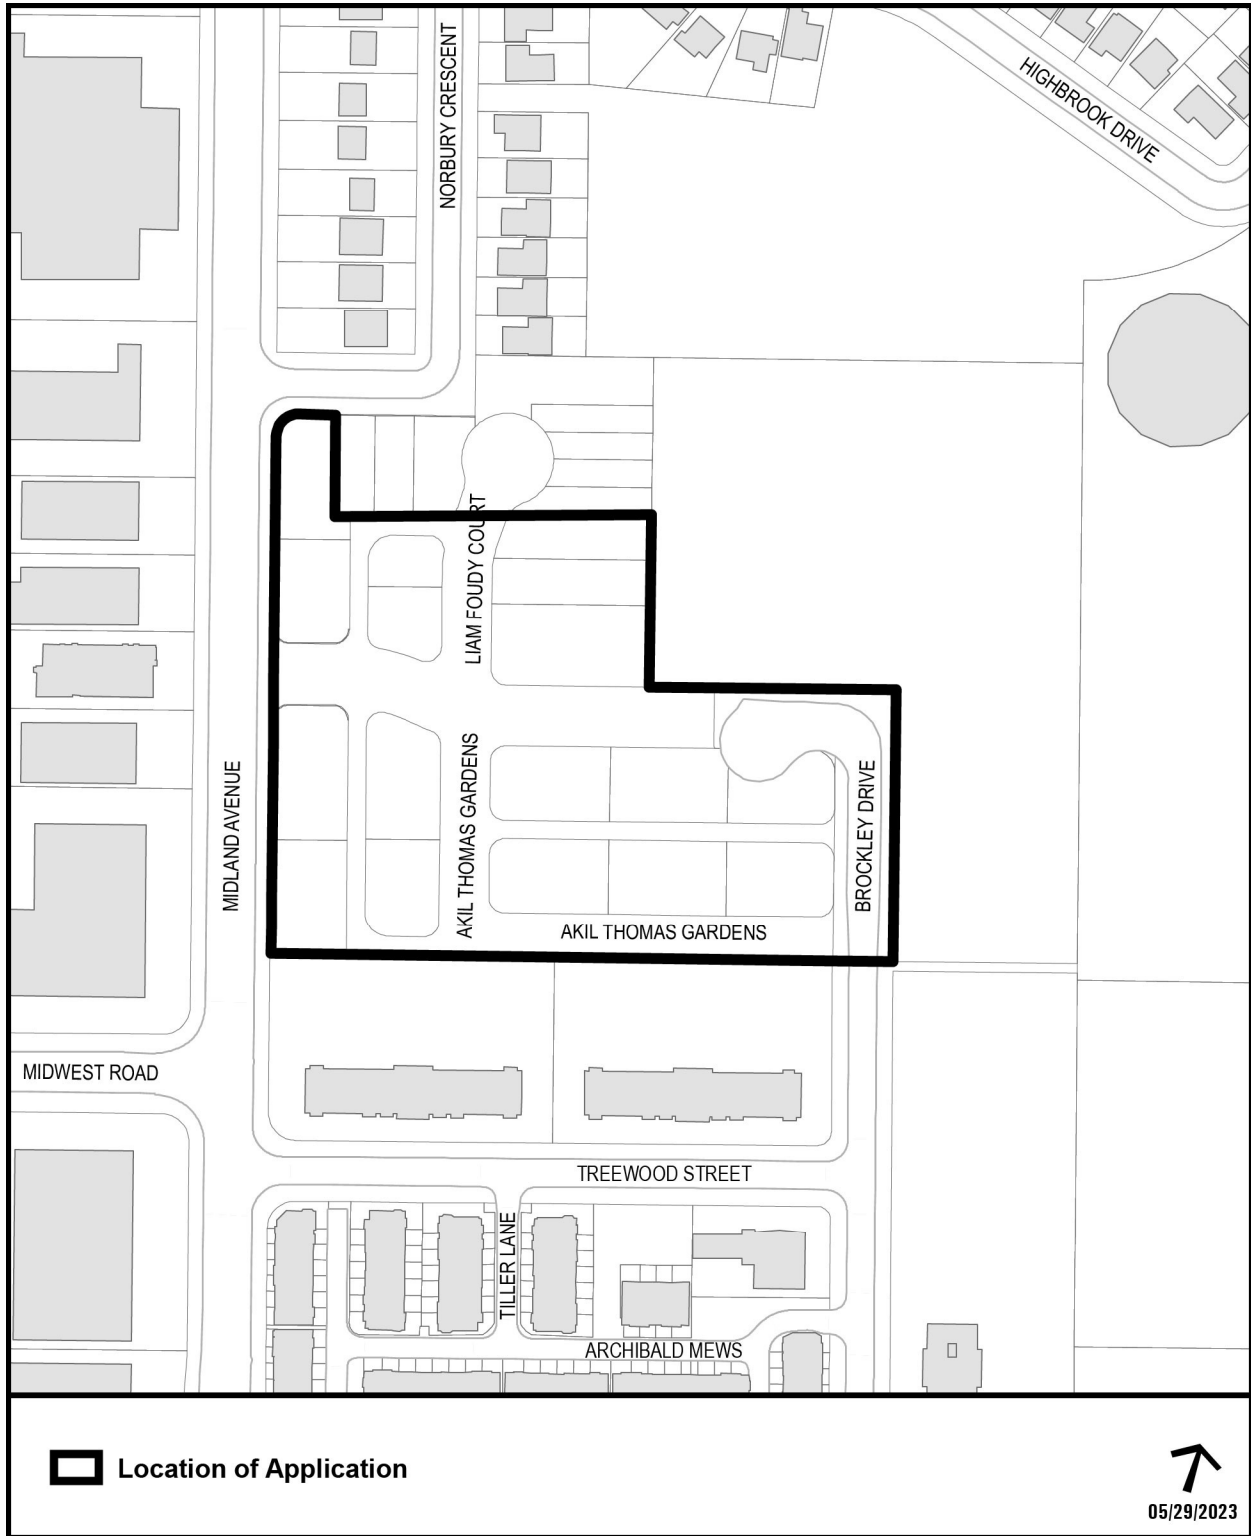 NORBURY CRESCENT
HIGHBROOK DRIVE
LIAM FOUDY COURT
MIDLAND AVENUE
AKIL THOMAS GARDENS
BROCKLEY DRIVE
AKIL THOMAS GARDENS
MIDWEST ROAD
TREEWOOD STREET
TILLER LANE
ARCHIBALD MEWS
Location of Application
05/29/2023